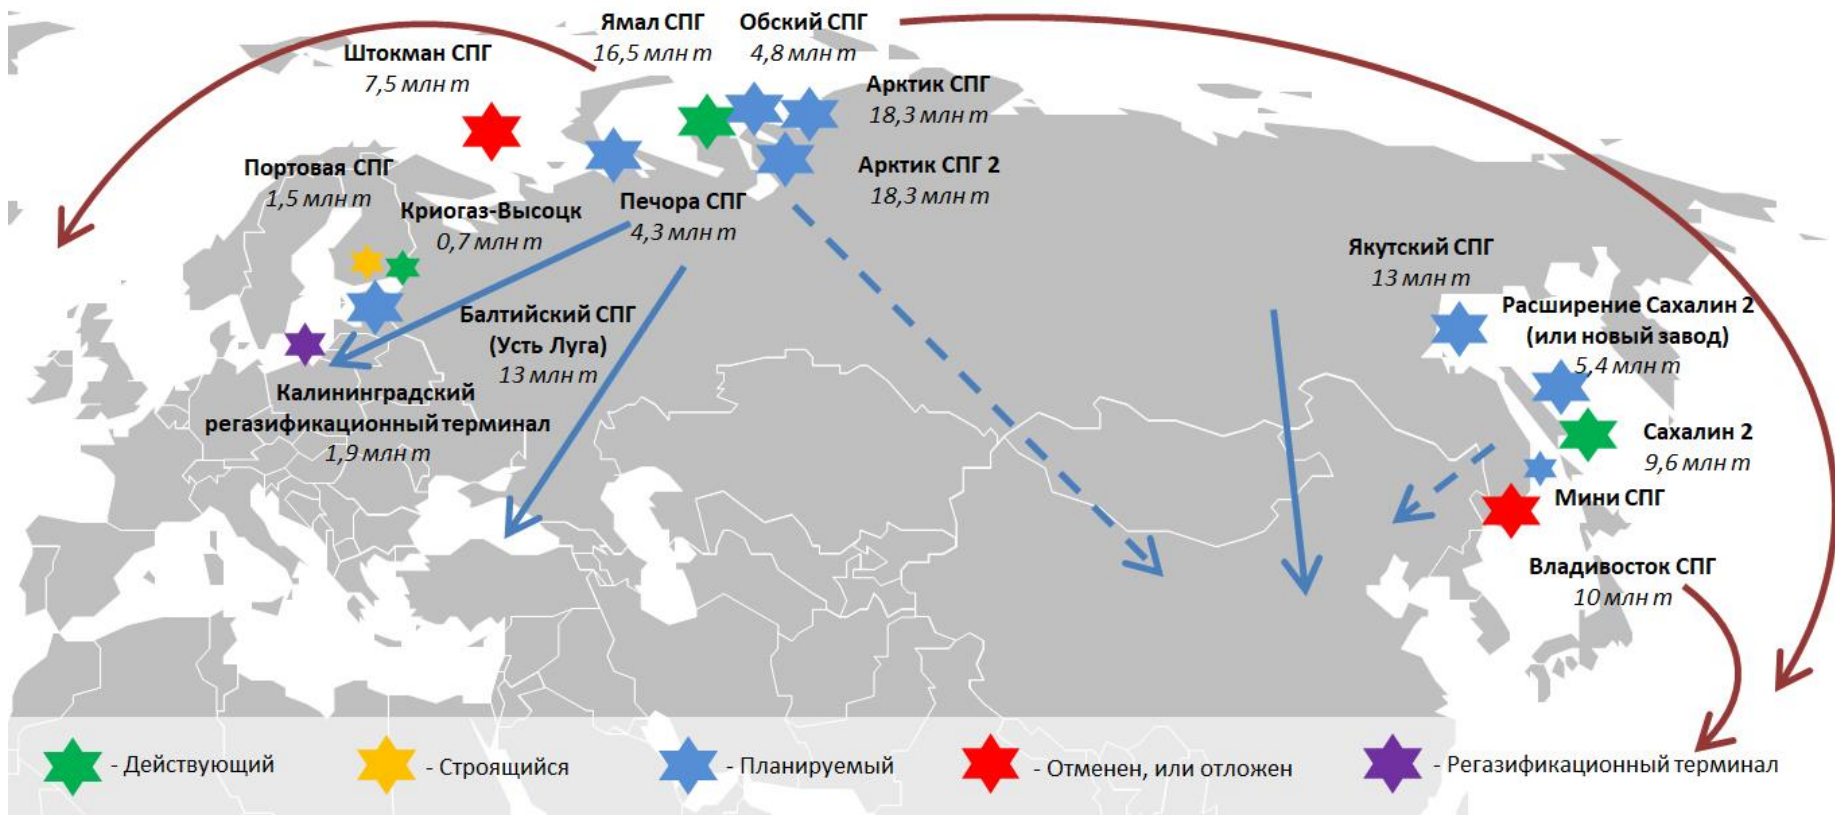 Ямал СПГ
16,5 млн т
Обский СПГ
4,8 млн т
Штокман СПГ
7,5 млн т
Арктик СПГ
18,3 млн т
Портовая СПГ
1,5 млн т
Арктик СПГ 2
18,3 млн т
Криогаз-Высоцк
0,7 млн т
Печора СПГ
4,3 млн т
Якутский СПГ
13 млн т
Расширение Сахалин 2
(или новый завод)
5,4 млн т
Балтийский СПГ
(Усть Луга)
13 млн т
Калининградский
регазификационный терминал
1,9 млн т
Сахалин 2
9,6 млн т
Мини СПГ
Владивосток СПГ
10 млн т
- Действующий
- Строящийся
- Планируемый
- Отменен, или отложен
- Регазификационный терминал